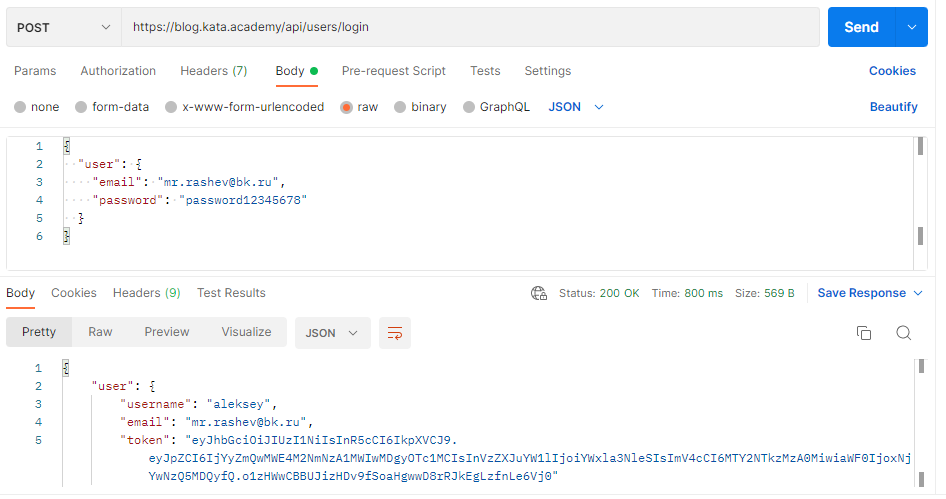 POST https://blog.kata.academy/api/users/login Send
Params Authorization Headers (7) Body Pre-request Script Tests Settings Cookies
none form-data x-www-form-urlencoded raw binary GraphQL JSON Beautify
1 {
2 "user": {
3 "email": "mr.rashev@bk.ru",
4 "password": "password12345678"
5 }
6 }
Body Cookies Headers (9) Test Results Status: 200 OK Time: 800 ms Size: 569 B Save Response
Pretty Raw Preview Visualize JSON
1 {
2 "user": {
3 "username": "aleksey",
4 "email": "mr.rashev@bk.ru",
5 "token": "eyJhbGciOiJIUzI1NiIsInR5cCI6IkpXVCJ9.
eyJpZCI6IjYyZmQwMWE4M2NmNzA1MWIwMDgyOTc1MCIsInVzZXJuYW1lIjoiYWxla3NleSIsImV4cCI6MTY2NTkzMzA0MiwiaWF0IjoxNj
YwNzQ5MDQyfQ.o1zHWwCBBUJizHDv9fSoaHgwwD8rRJkEgLzfnLe6Vj0"